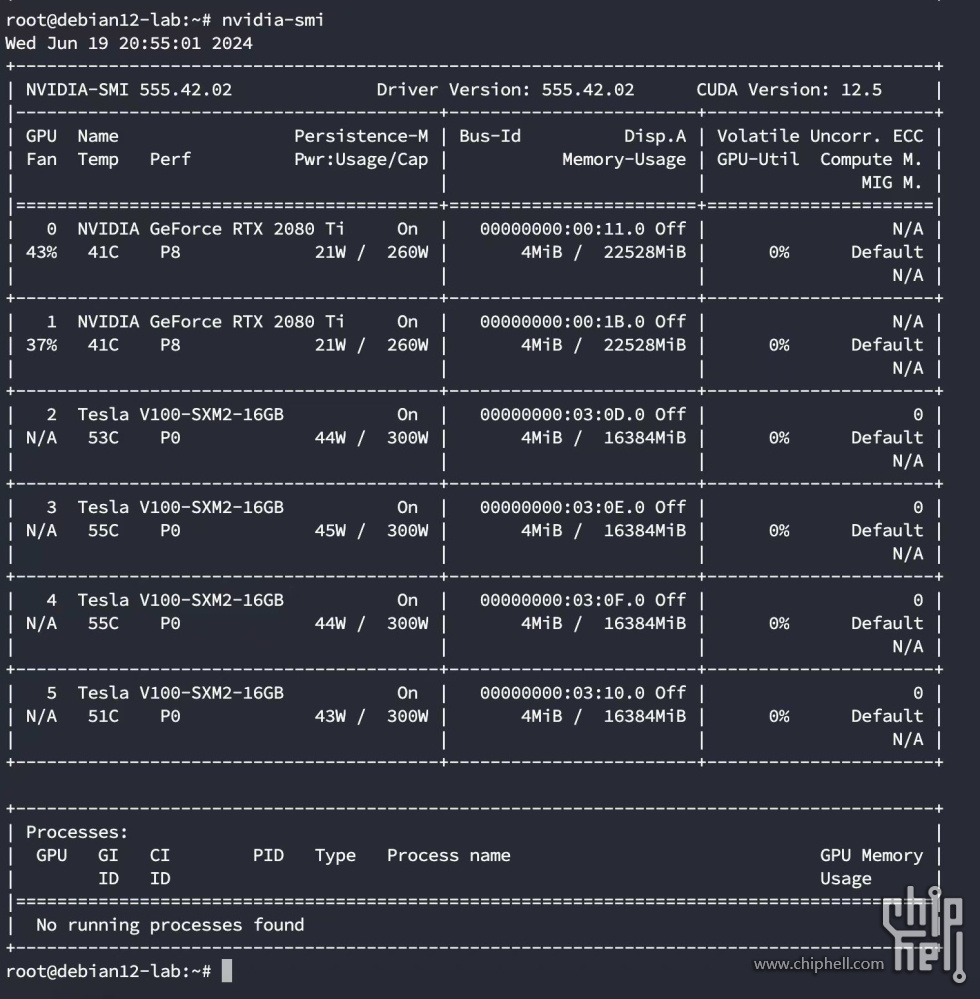 root@debian12-lab:~# nvidia-smi
Wed Jun 19 20:55:01 2024
+-----------------------------------------------------------------------------------------+
| NVIDIA-SMI 555.42.02              Driver Version: 555.42.02      CUDA Version: 12.5     |
|-----------------------------------------+------------------------+----------------------+
| GPU  Name                 Persistence-M | Bus-Id          Disp.A | Volatile Uncorr. ECC |
| Fan  Temp   Perf          Pwr:Usage/Cap |           Memory-Usage | GPU-Util  Compute M. |
|                                         |                        |               MIG M. |
|=========================================+========================+======================|
|   0  NVIDIA GeForce RTX 2080 Ti     On  |   00000000:00:11.0 Off |                  N/A |
| 43%   41C    P8             21W /  260W |       4MiB /  22528MiB |      0%      Default |
|                                         |                        |                  N/A |
+-----------------------------------------+------------------------+----------------------+
|   1  NVIDIA GeForce RTX 2080 Ti     On  |   00000000:00:1B.0 Off |                  N/A |
| 37%   41C    P8             21W /  260W |       4MiB /  22528MiB |      0%      Default |
|                                         |                        |                  N/A |
+-----------------------------------------+------------------------+----------------------+
|   2  Tesla V100-SXM2-16GB           On  |   00000000:03:0D.0 Off |                    0 |
| N/A   53C    P0             44W /  300W |       4MiB /  16384MiB |      0%      Default |
|                                         |                        |                  N/A |
+-----------------------------------------+------------------------+----------------------+
|   3  Tesla V100-SXM2-16GB           On  |   00000000:03:0E.0 Off |                    0 |
| N/A   55C    P0             45W /  300W |       4MiB /  16384MiB |      0%      Default |
|                                         |                        |                  N/A |
+-----------------------------------------+------------------------+----------------------+
|   4  Tesla V100-SXM2-16GB           On  |   00000000:03:0F.0 Off |                    0 |
| N/A   55C    P0             44W /  300W |       4MiB /  16384MiB |      0%      Default |
|                                         |                        |                  N/A |
+-----------------------------------------+------------------------+----------------------+
|   5  Tesla V100-SXM2-16GB           On  |   00000000:03:10.0 Off |                    0 |
| N/A   51C    P0             43W /  300W |       4MiB /  16384MiB |      0%      Default |
|                                         |                        |                  N/A |
+-----------------------------------------+------------------------+----------------------+

+-----------------------------------------------------------------------------------------+
| Processes:                                                                              |
|  GPU   GI   CI        PID   Type   Process name                              GPU Memory |
|        ID   ID                                                               Usage      |
|=========================================================================================|
|  No running processes found                                                             |
+-----------------------------------------------------------------------------------------+
root@debian12-lab:~#
www.chiphell.com
chip
hell